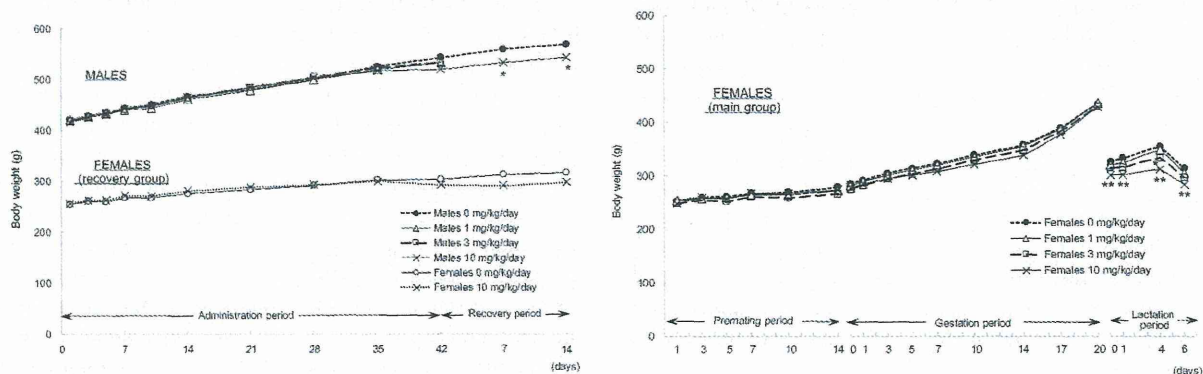 600
500
400
300
200
100
0
Body weight (g)
MALES
*
*
FEMALES
(recovery group)
Males 0 mg/kg/day
Males 1 mg/kg/day
Males 3 mg/kg/day
Males 10 mg/kg/day
Females 0 mg/kg/day
Females 10 mg/kg/day
Administration period
Recovery period
0 7 14 21 28 35 42 7 14
(days)
600
500
400
300
200
100
0
Body weight (g)
FEMALES
(main group)
** ** ** **
Females 0 mg/kg/day
Females 1 mg/kg/day
Females 3 mg/kg/day
Females 10 mg/kg/day
Premating period
Gestation period
Lactation
period
1 3 5 7 10 14 0 1 3 5 7 10 14 17 20 0 1 4 6
(days)